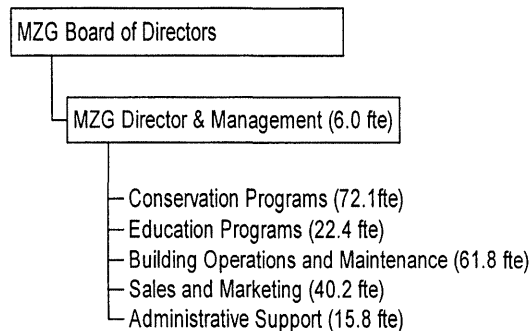 MZG Board of Directors
MZG Director & Management (6.0 fte)
Conservation Programs (72.1fte)
Education Programs (22.4 fte)
Building Operations and Maintenance (61.8 fte)
Sales and Marketing (40.2 fte)
Administrative Support (15.8 fte)